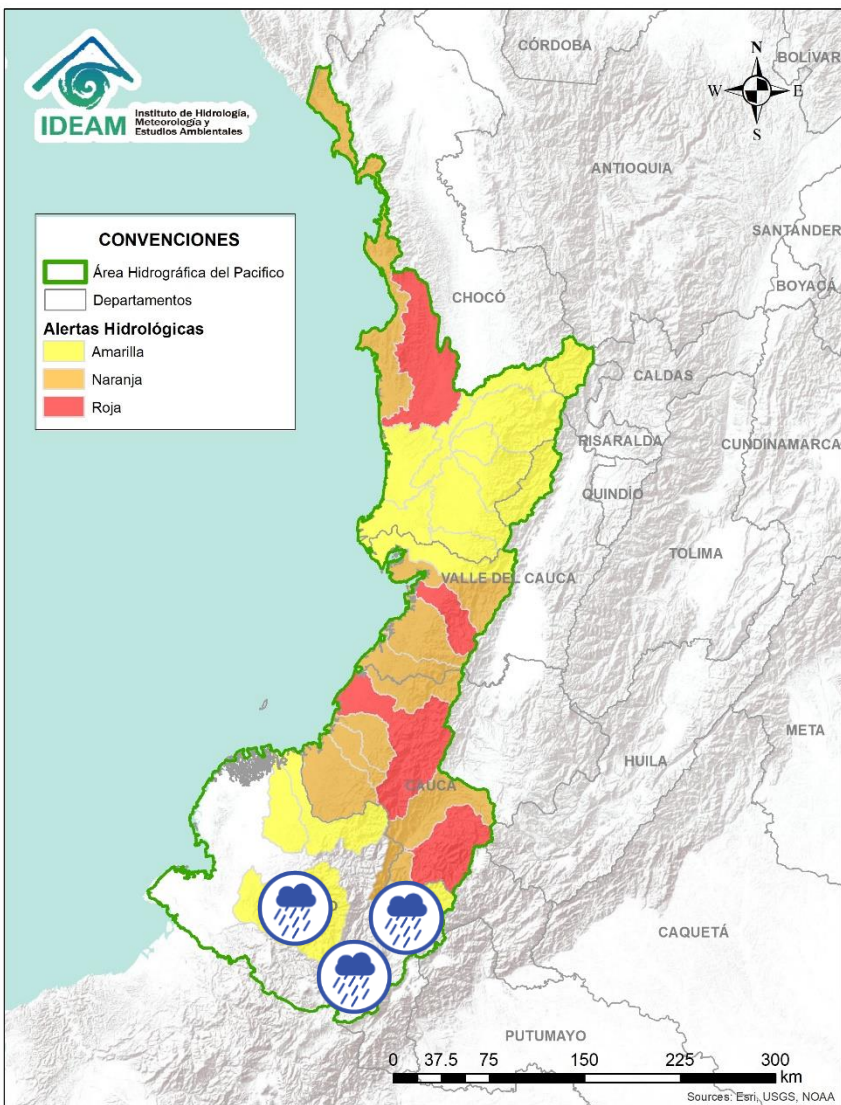 IDEAM
Instituto de Hidrología,
Meteorología y
Estudios Ambientales
CÓRDOBA
BOLÍVAR
N
W
E
S
ANTIOQUIA
SANTANDER
BOYACÁ
CONVENCIONES
Área Hidrográfica del Pacifico
Departamentos
Alertas Hidrológicas
Amarilla
Naranja
Roja
CHOCÓ
CALDAS
RISARALDA
CUNDINAMARCA
QUINDÍO
TOLIMA
VALLE DEL CAUCA
META
HUILA
CAUCA
CAQUETÁ
PUTUMAYO
0 37.5 75 150 225 300
km
Sources: Esri, USGS, NOAA